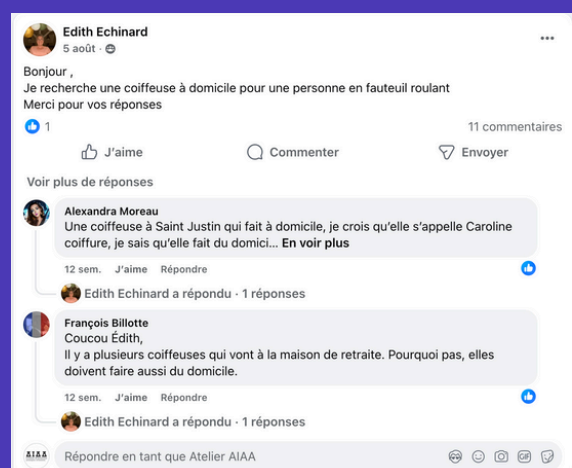 Edith Echinard
5 août ·
Bonjour ,
Je recherche une coiffeuse à domicile pour une personne en fauteuil roulant
Merci pour vos réponses
1
11 commentaires
J'aime
Commenter
Envoyer
Voir plus de réponses
Alexandra Moreau
Une coiffeuse à Saint Justin qui fait à domicile, je crois qu'elle s'appelle Caroline
coiffure, je sais qu'elle fait du domici... En voir plus
12 sem. J'aime Répondre
Edith Echinard a répondu · 1 réponses
François Billotte
Coucou Édith,
Il y a plusieurs coiffeuses qui vont à la maison de retraite. Pourquoi pas, elles
doivent faire aussi du domicile.
12 sem. J'aime Répondre
Edith Echinard a répondu · 1 réponses
AIAA
Répondre en tant que Atelier AIAA
GIF